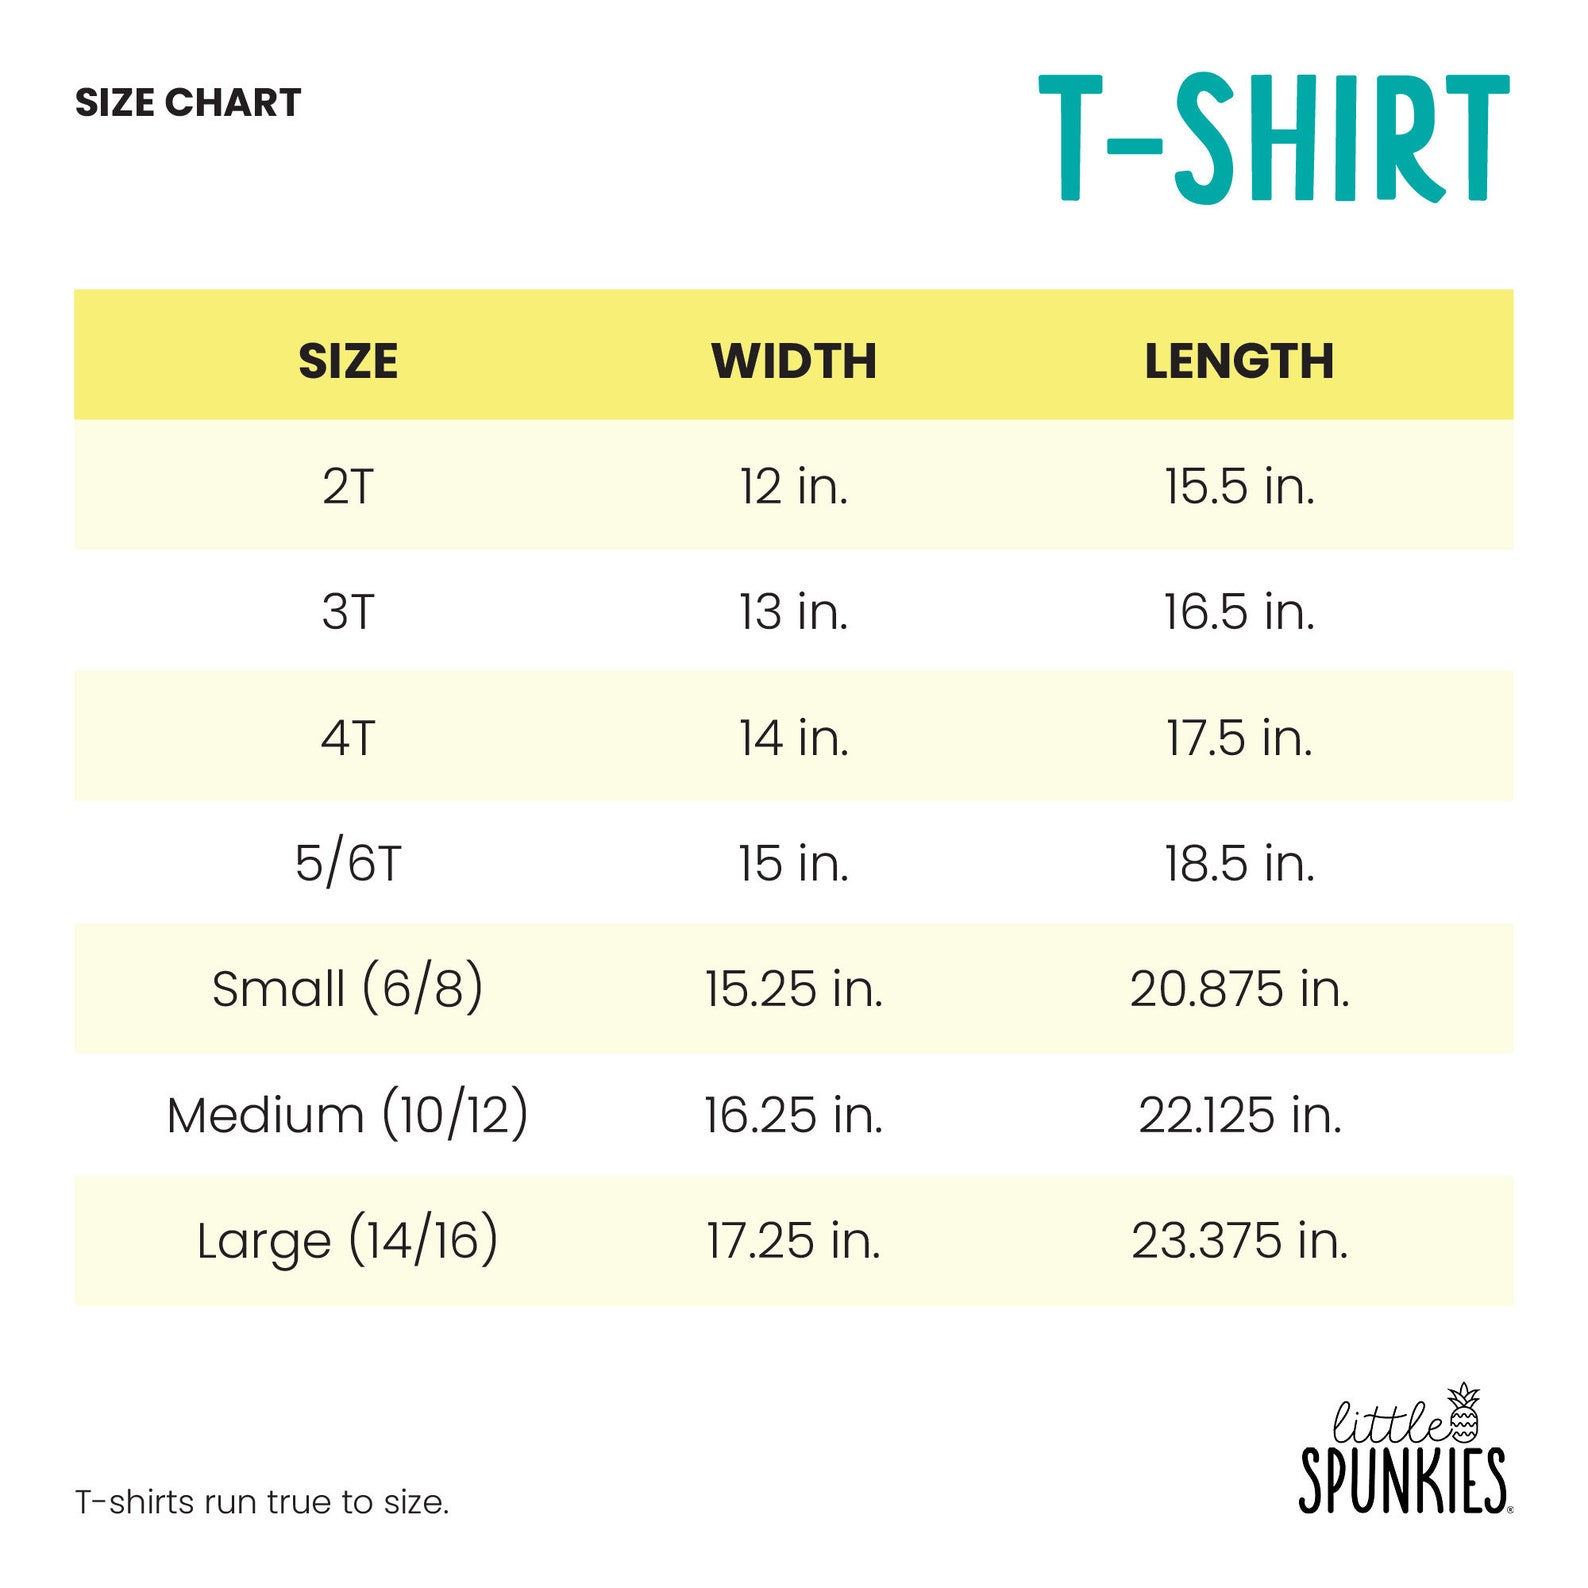 SIZE CHART
T-SHIRT
SIZE WIDTH LENGTH
2T 12 in. 15.5 in.
3T 13 in. 16.5 in.
4T 14 in. 17.5 in.
5/6T 15 in. 18.5 in.
Small (6/8) 15.25 in. 20.875 in.
Medium (10/12) 16.25 in. 22.125 in.
Large (14/16) 17.25 in. 23.375 in.
little
SPUNKIES®
T-shirts run true to size.